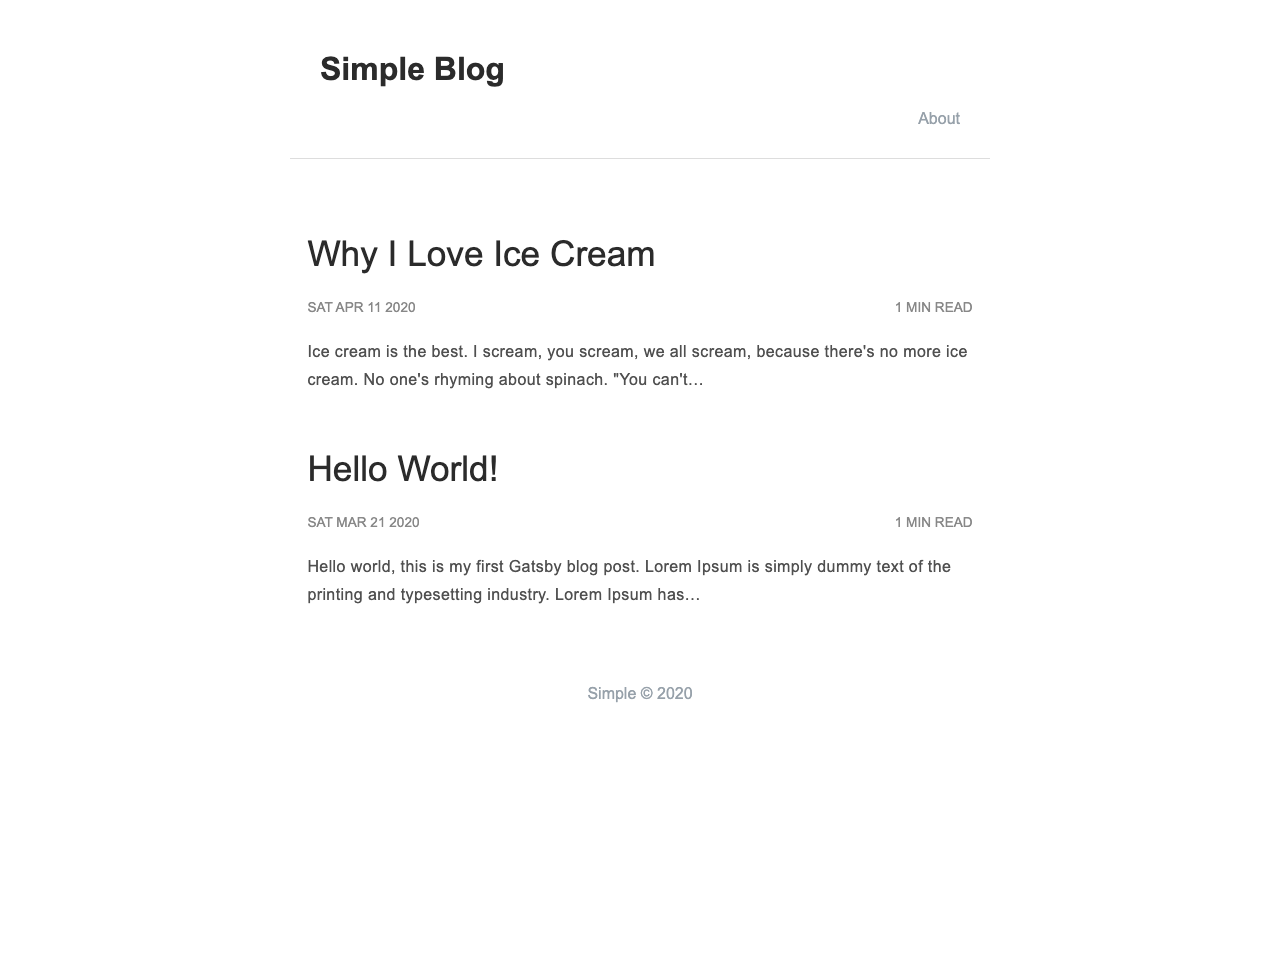 Simple Blog
About
Why I Love Ice Cream
SAT APR 11 2020 1 MIN READ
Ice cream is the best. I scream, you scream, we all scream, because there's no more ice
cream. No one's rhyming about spinach. "You can't…
Hello World!
SAT MAR 21 2020 1 MIN READ
Hello world, this is my first Gatsby blog post. Lorem Ipsum is simply dummy text of the
printing and typesetting industry. Lorem Ipsum has…
Simple © 2020